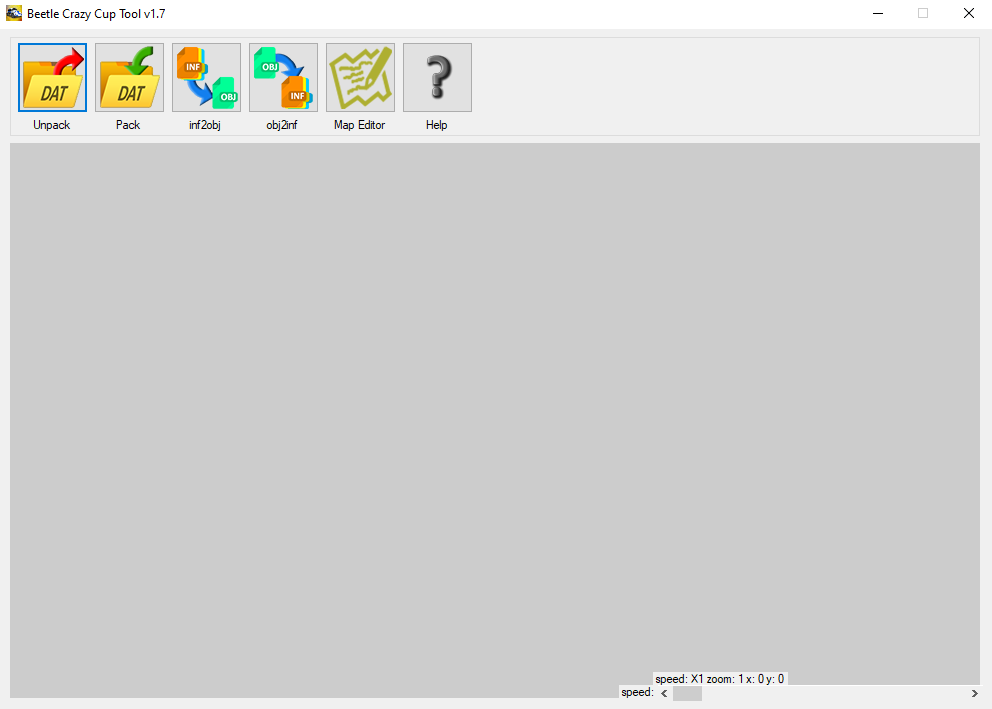 Beetle Crazy Cup Tool v1.7
DAT DAT INF OBJ OBJ INF
Unpack Pack inf2obj obj2inf Map Editor Help
speed: X1 zoom: 1 x: 0 y: 0
speed: